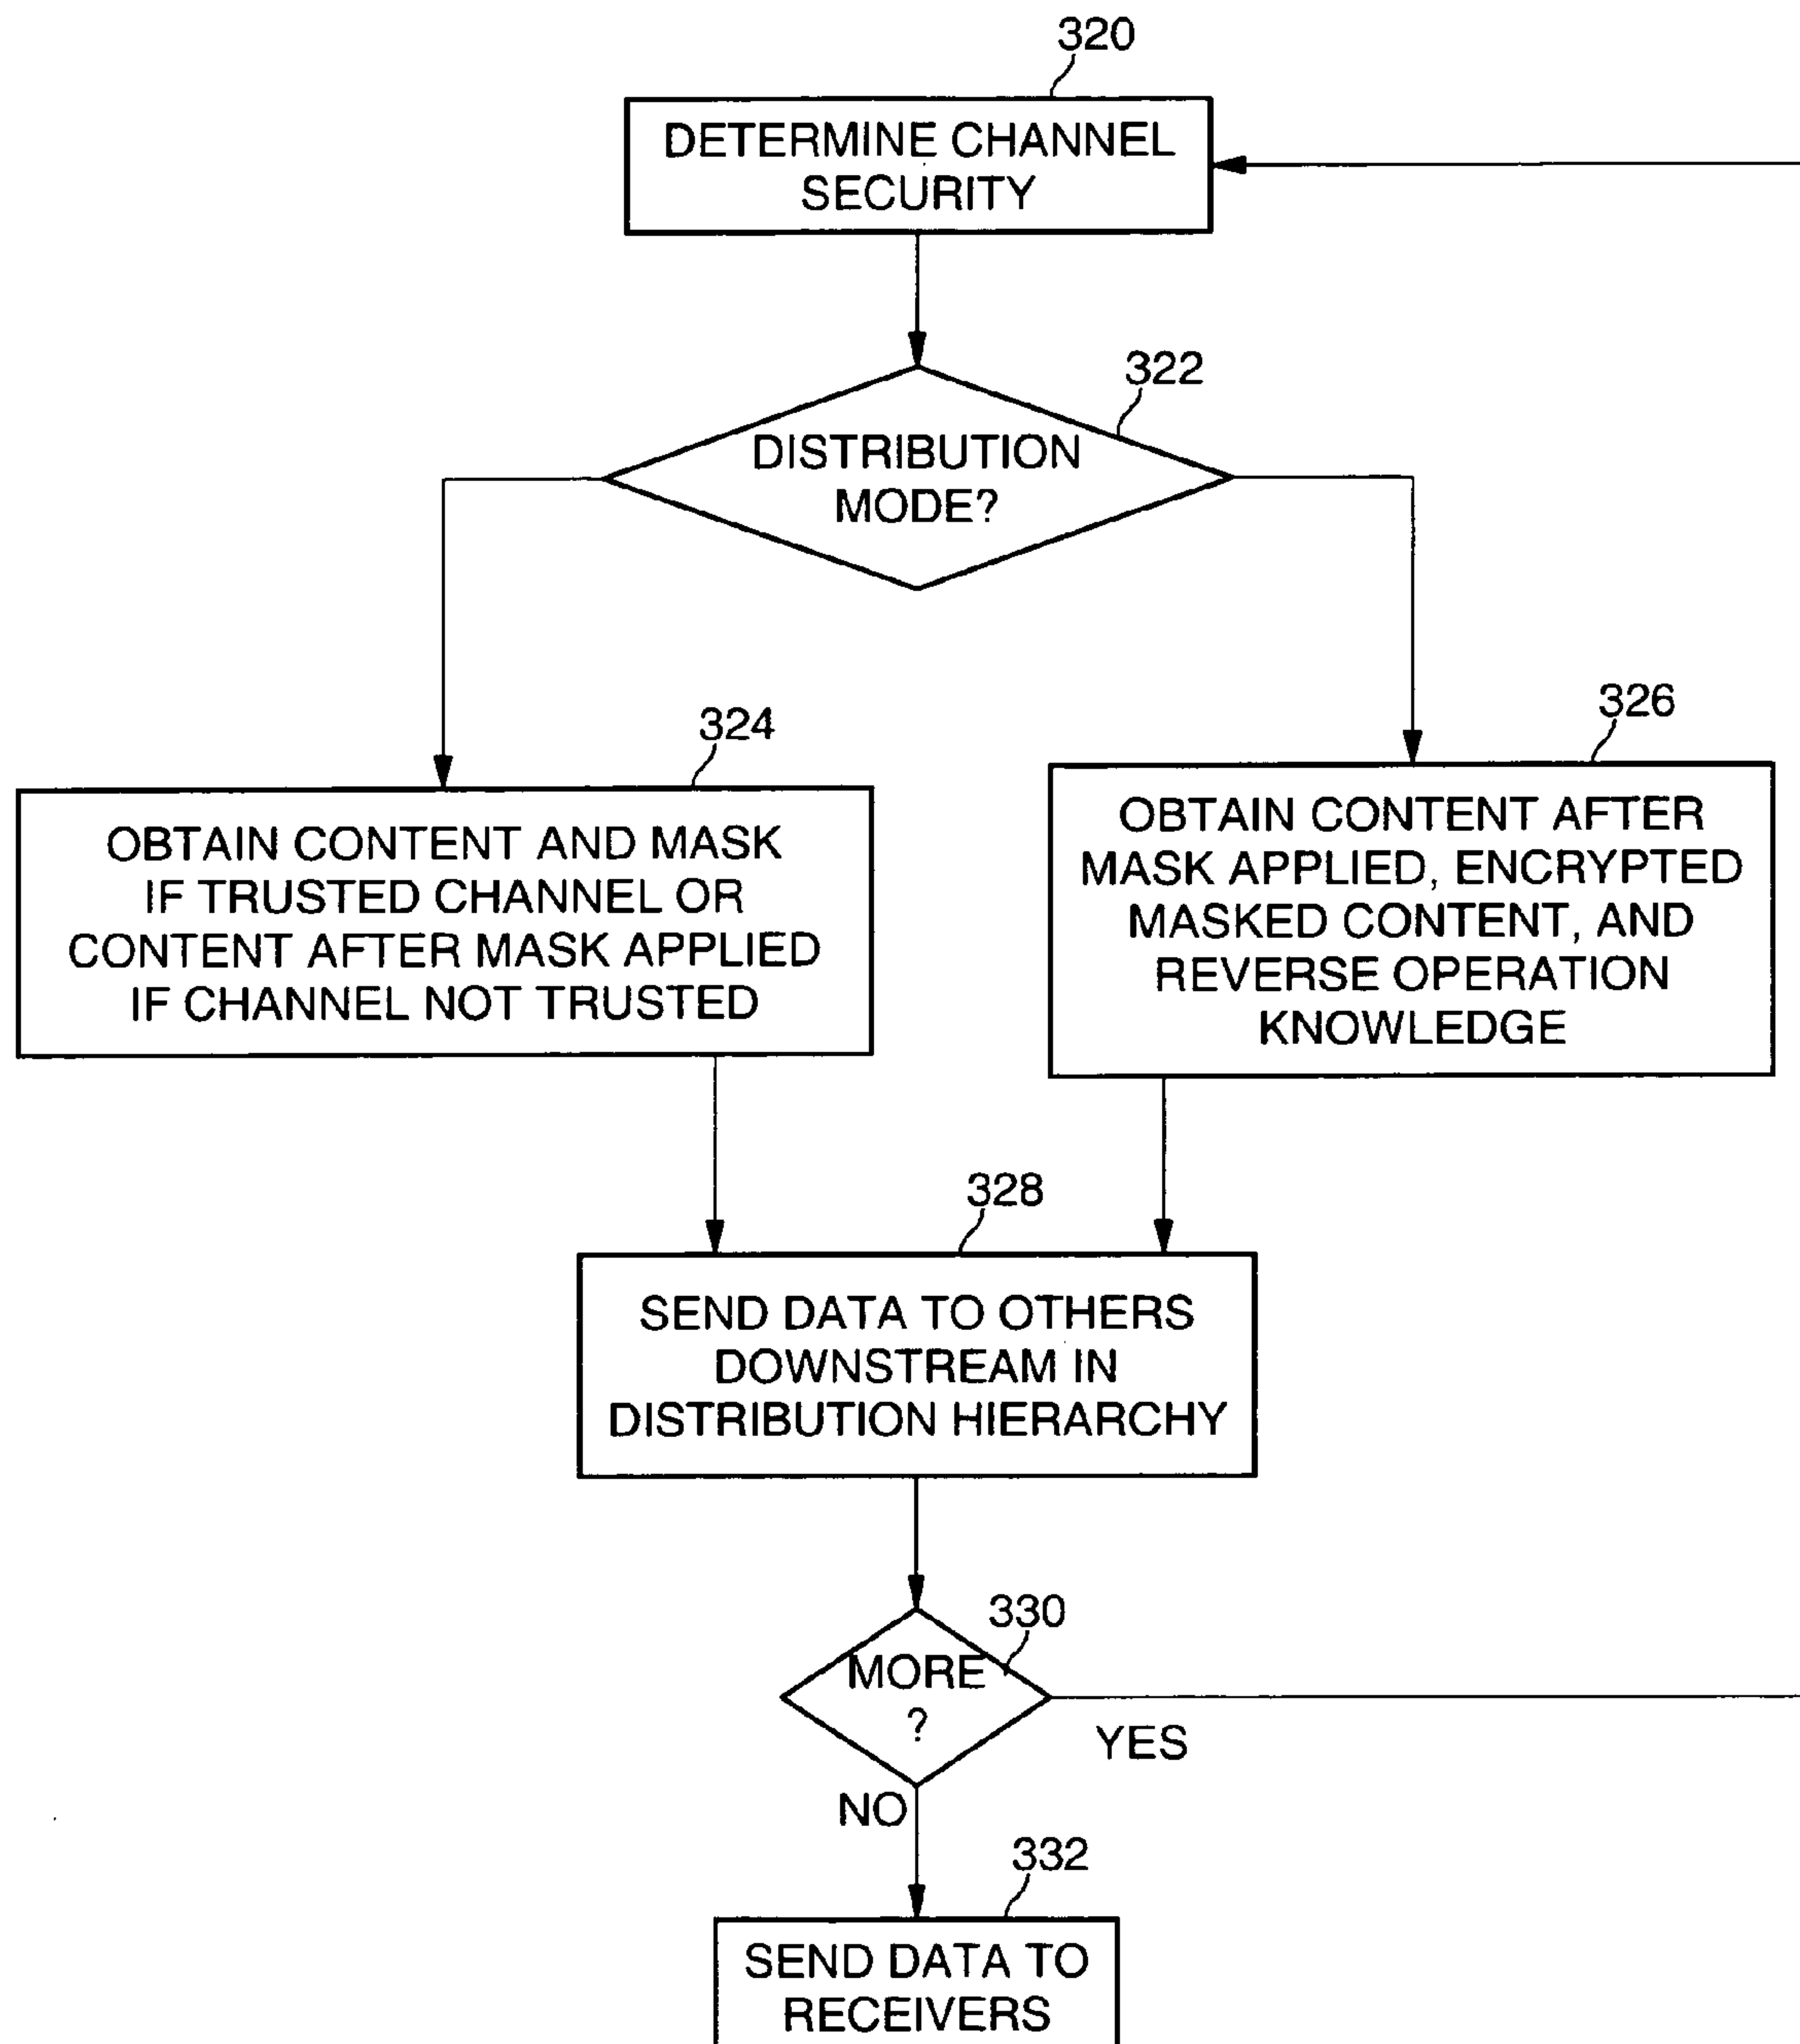 320
DETERMINE CHANNEL
SECURITY
322
DISTRIBUTION
MODE?
324
OBTAIN CONTENT AND MASK
IF TRUSTED CHANNEL OR
CONTENT AFTER MASK APPLIED
IF CHANNEL NOT TRUSTED
326
OBTAIN CONTENT AFTER
MASK APPLIED, ENCRYPTED
MASKED CONTENT, AND
REVERSE OPERATION
KNOWLEDGE
328
SEND DATA TO OTHERS
DOWNSTREAM IN
DISTRIBUTION HIERARCHY
330
MORE
?
YES
NO
332
SEND DATA TO
RECEIVERS